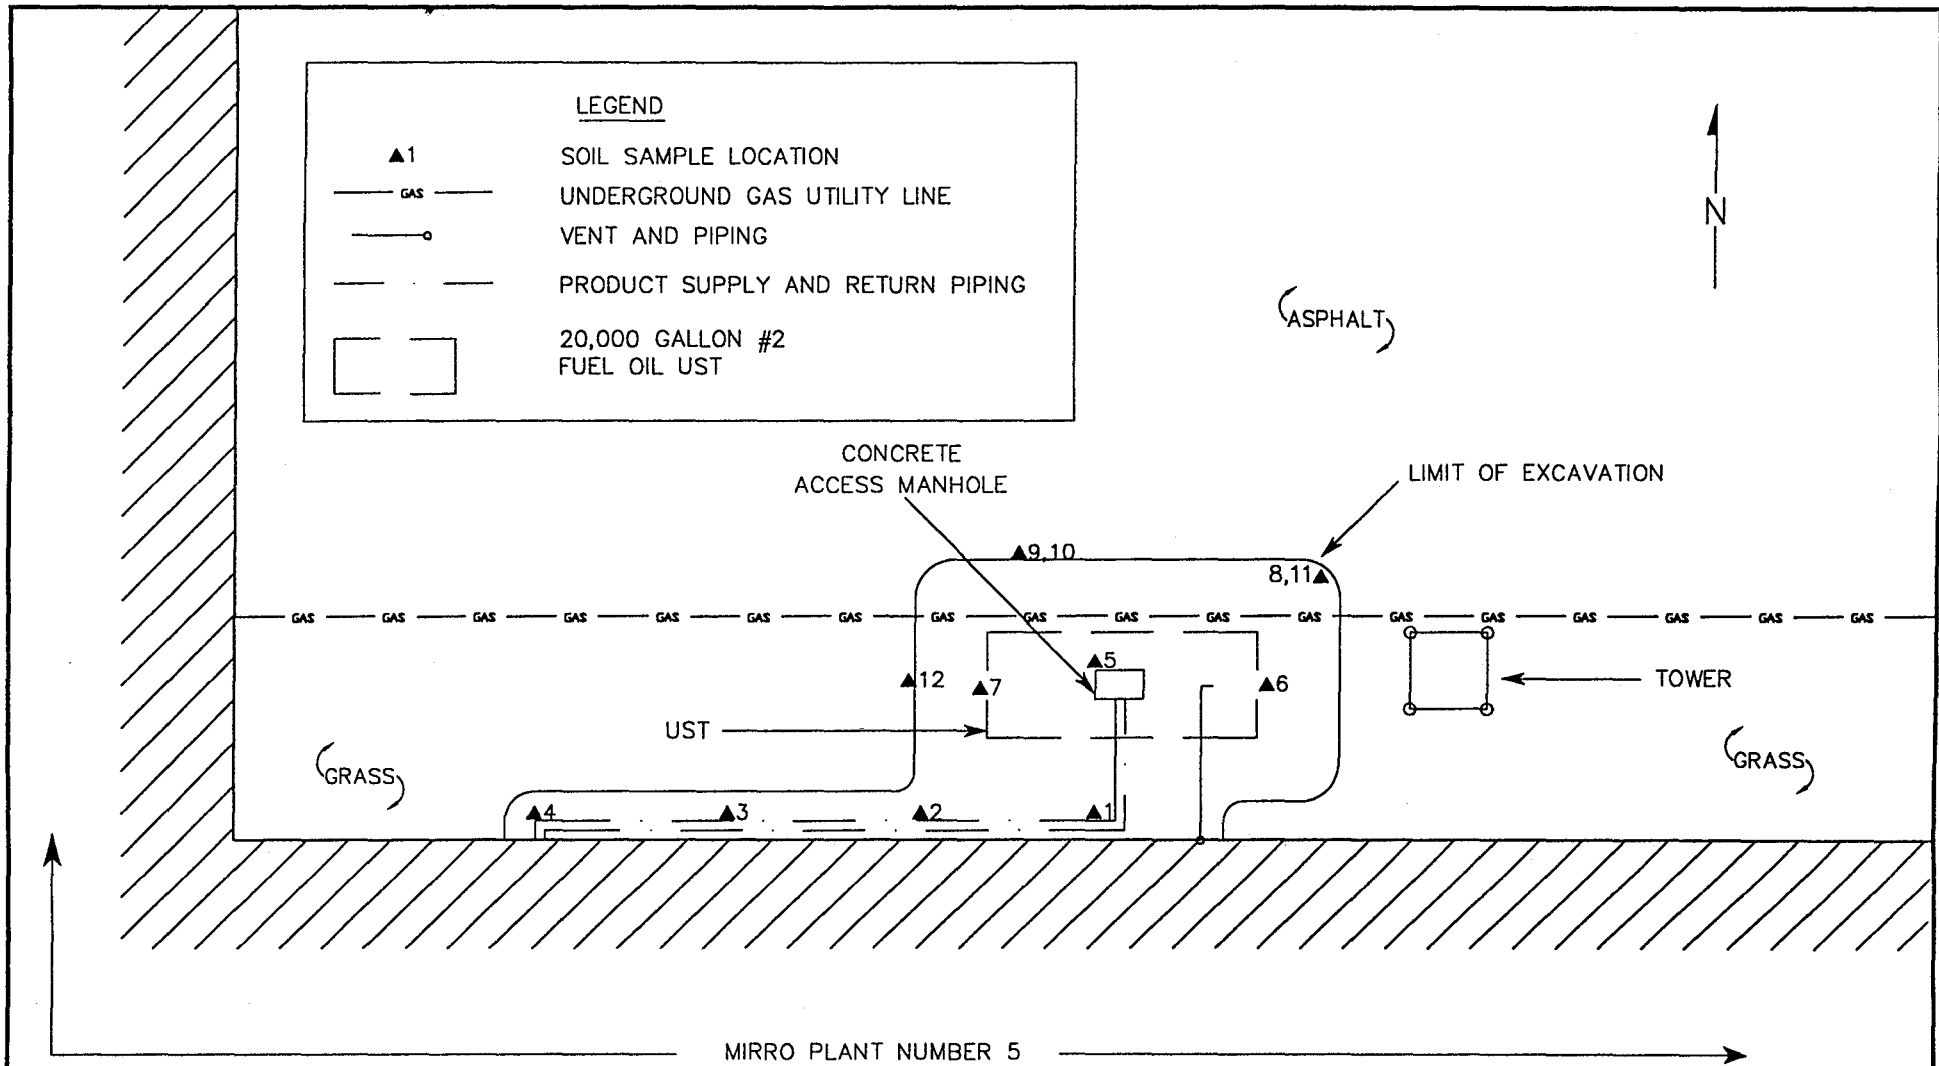 LEGEND
▲1 SOIL SAMPLE LOCATION
GAS UNDERGROUND GAS UTILITY LINE
VENT AND PIPING
PRODUCT SUPPLY AND RETURN PIPING
20,000 GALLON #2
FUEL OIL UST
N
ASPHALT
CONCRETE
ACCESS MANHOLE
LIMIT OF EXCAVATION
▲9,10
8,11▲
GAS GAS GAS GAS GAS GAS GAS GAS GAS GAS GAS GAS GAS GAS GAS GAS GAS GAS
▲5
▲12
▲7
▲6
TOWER
UST
GRASS
GRASS
▲4
▲3
▲2
▲1
MIRRO PLANT NUMBER 5